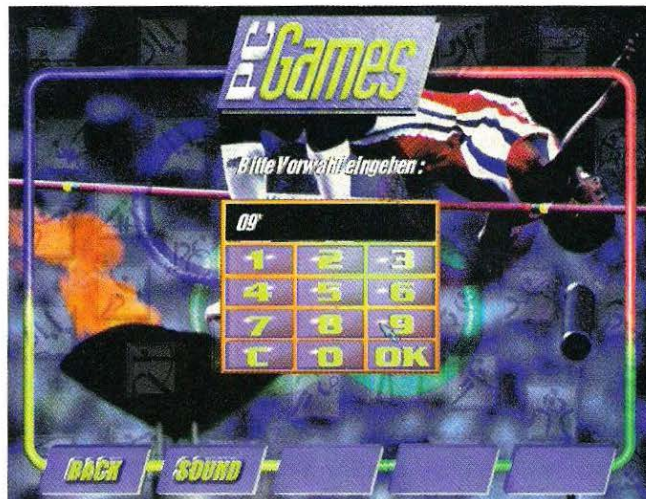 PC Games
Bitte Vorwahl eingeben :
09*
1 2 3
4 5 6
7 8 9
C 0 OK
BACK SOUND